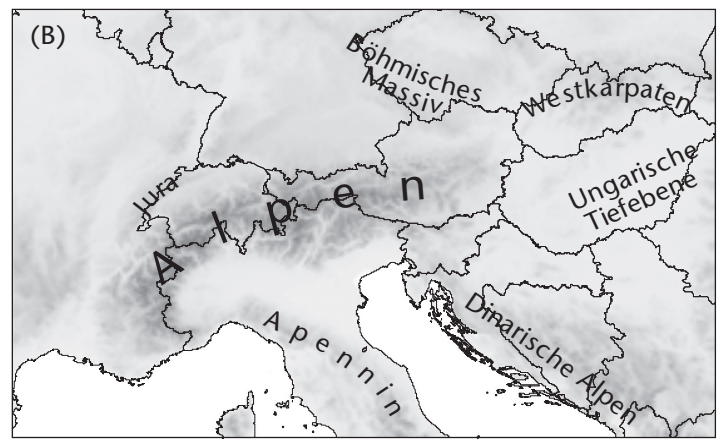 (B)
Böhmisches
Massiv
Westkarpaten
Ungarische
Tiefebene
Jura
Alpen
Apennin
Dinarische Alpen